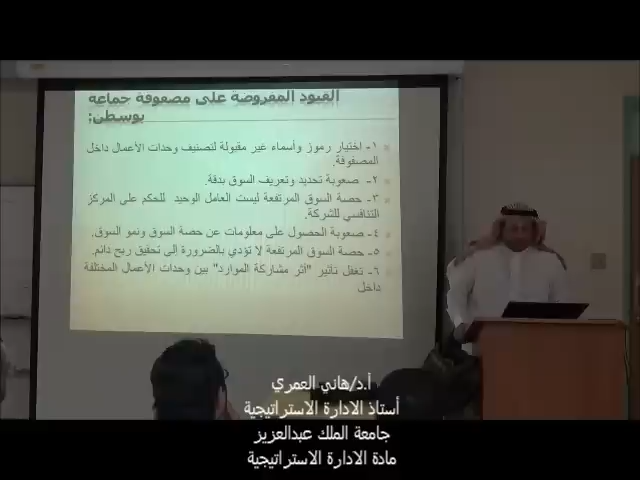 القيود المفروضة على مصفوفة جماعة
بوسطن:
١- اختيار رموز وأسماء غير مقبولة لتصنيف وحدات الأعمال داخل
المصفوفة.
٢- صعوبة تحديد وتعريف السوق بدقة.
٣- حصة السوق المرتفعة ليست العامل الوحيد للحكم على المركز
التنافسي للشركة.
٤- صعوبة الحصول على معلومات عن حصة السوق ونمو السوق.
٥- حصة السوق المرتفعة لا تؤدي بالضرورة إلى تحقيق ربح دائم.
٦- تغفل تأثير "أثر مشاركة الموارد" بين وحدات الأعمال المختلفة
داخل
أ.د/هاني العمري
أستاذ الادارة الاستراتيجية
جامعة الملك عبدالعزيز
مادة الادارة الاستراتيجية